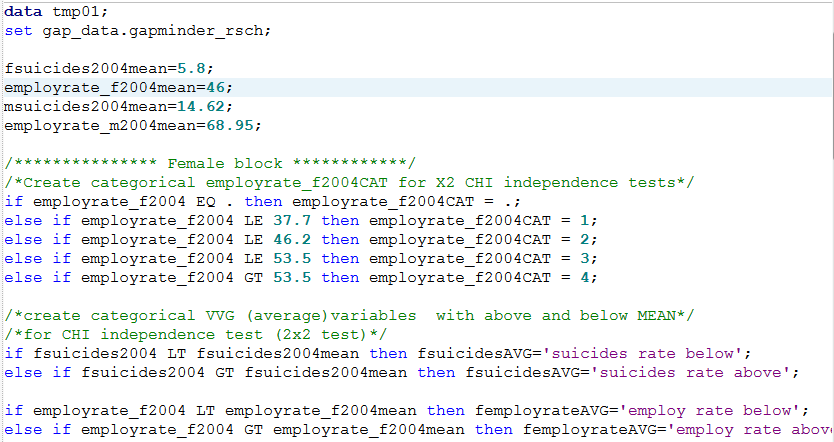 data tmp01;
set gap_data.gapminder_rsch;
fsuicides2004mean=5.8;
employrate_f2004mean=46;
msuicides2004mean=14.62;
employrate_m2004mean=68.95;
/*************** Female block ************/
/*Create categorical employrate_f2004CAT for X2 CHI independence tests*/
if employrate_f2004 EQ . then employrate_f2004CAT = .;
else if employrate_f2004 LE 37.7 then employrate_f2004CAT = 1;
else if employrate_f2004 LE 46.2 then employrate_f2004CAT = 2;
else if employrate_f2004 LE 53.5 then employrate_f2004CAT = 3;
else if employrate_f2004 GT 53.5 then employrate_f2004CAT = 4;
/*create categorical VVG (average)variables  with above and below MEAN*/
/*for CHI independence test (2x2 test)*/
if fsuicides2004 LT fsuicides2004mean then fsuicidesAVG='suicides rate below';
else if fsuicides2004 GT fsuicides2004mean then fsuicidesAVG='suicides rate above';
if employrate_f2004 LT employrate_f2004mean then femployrateAVG='employ rate below';
else if employrate_f2004 GT employrate_f2004mean then femployrateAVG='employ rate abov